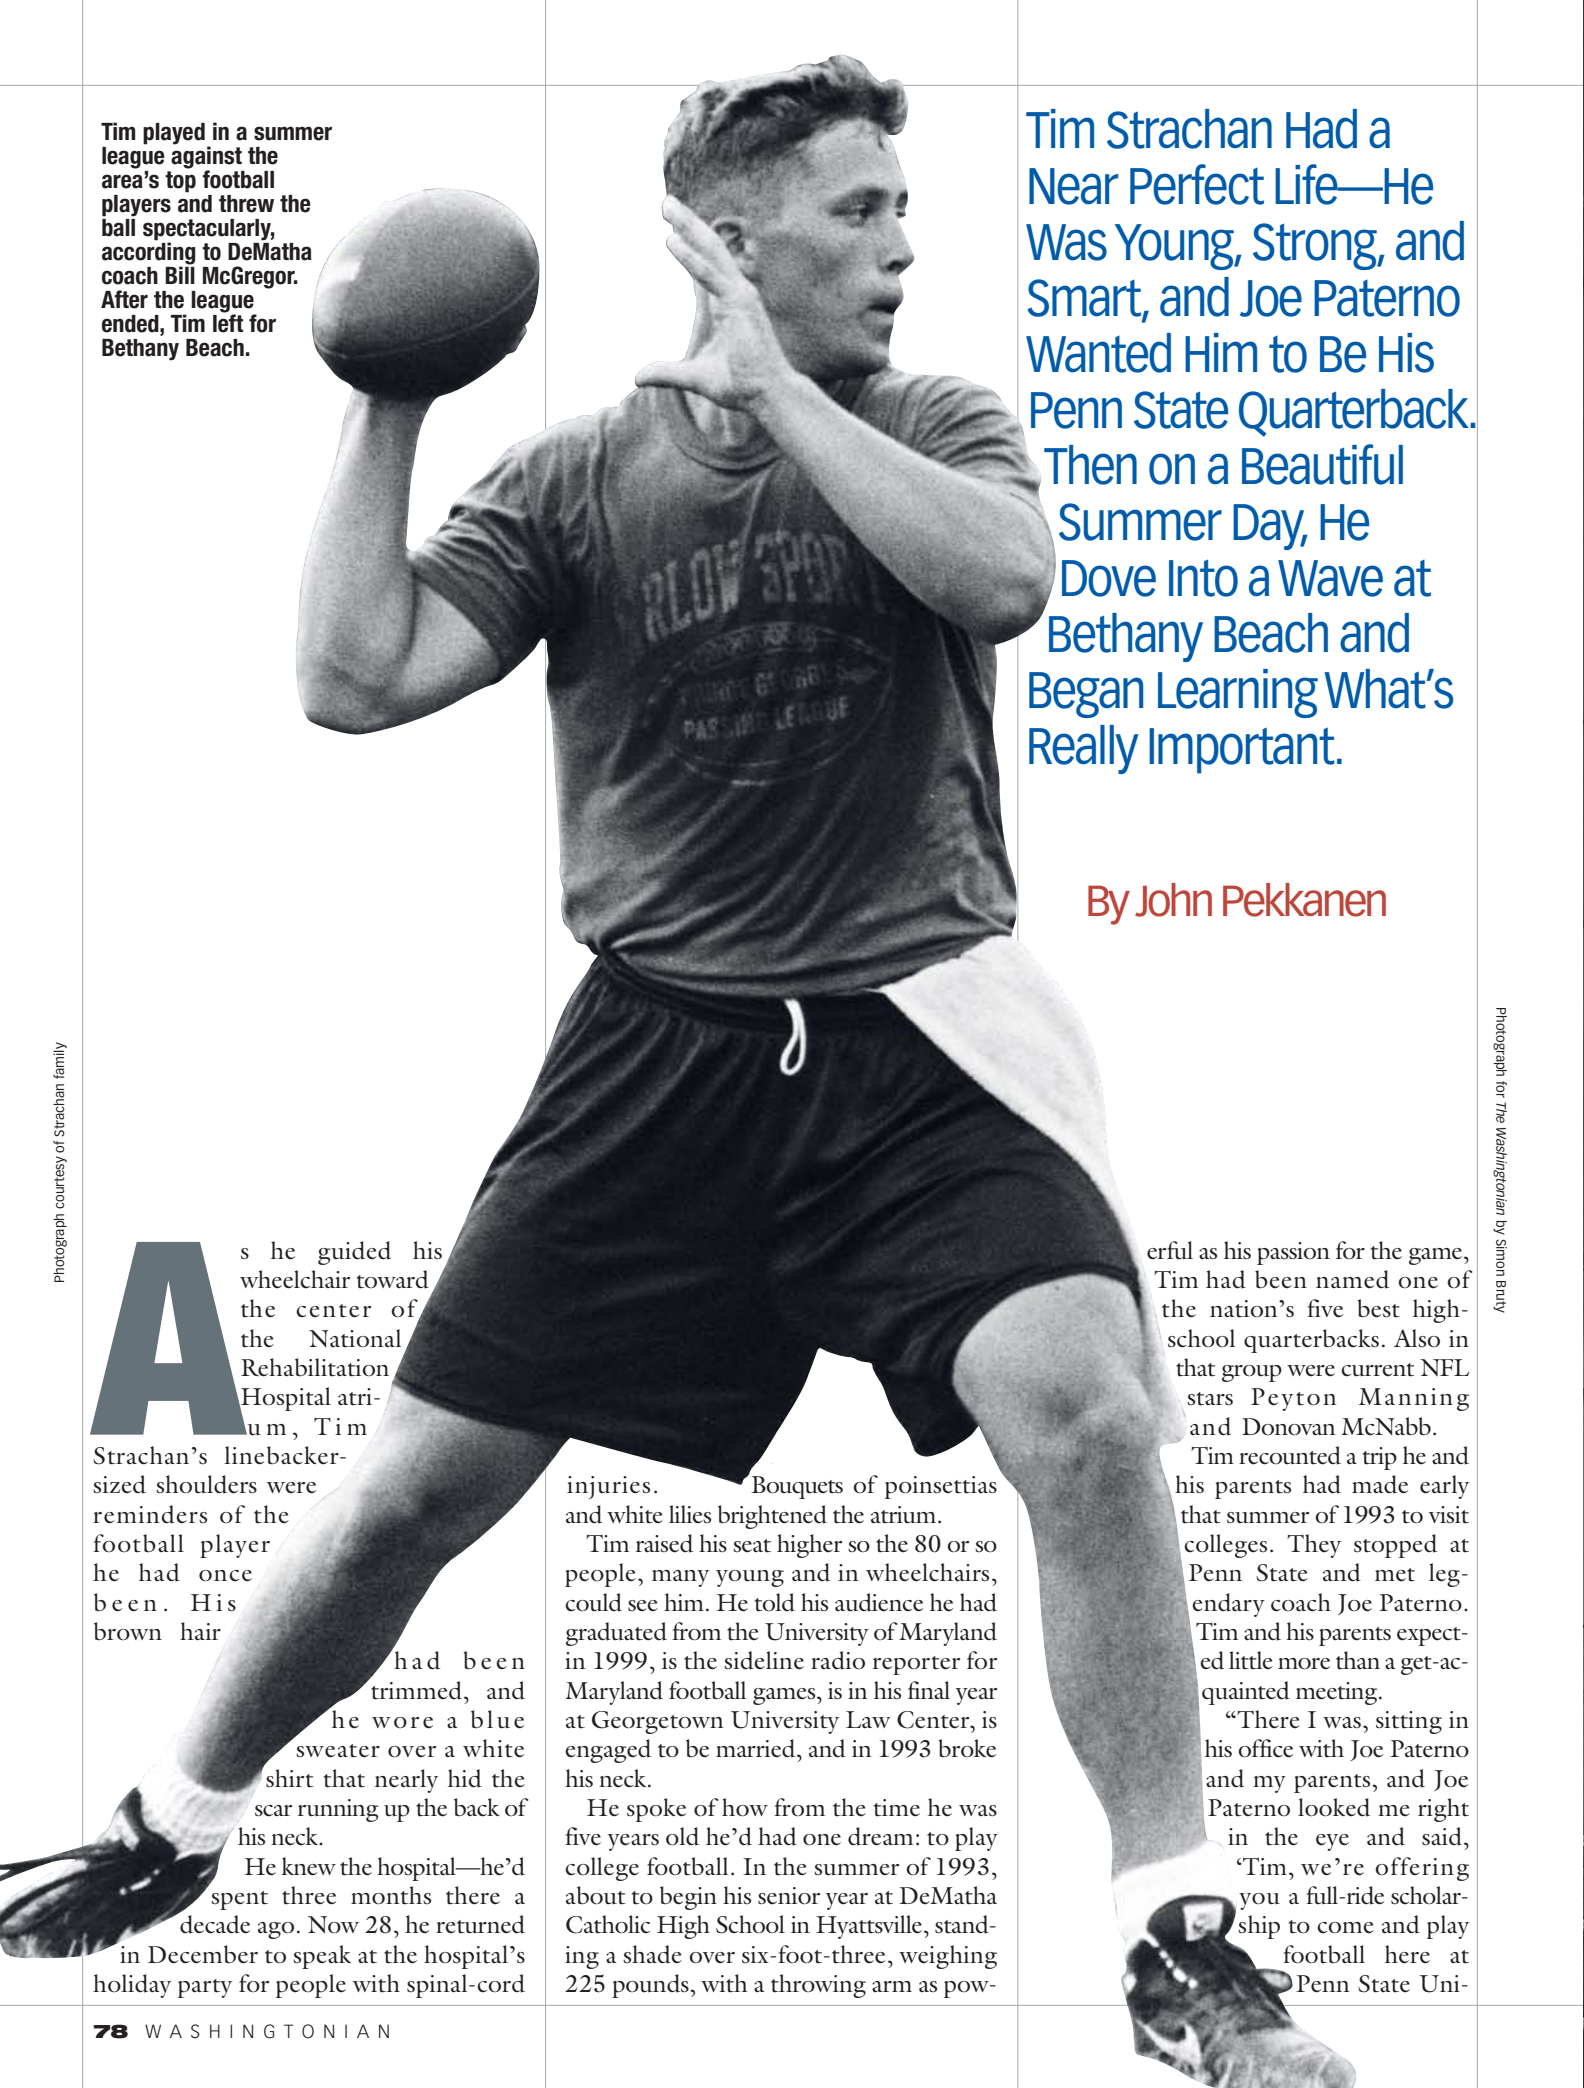 Tim played in a summer
league against the
area's top football
players and threw the
ball spectacularly,
according to DeMatha
coach Bill McGregor.
After the league
ended, Tim left for
Bethany Beach.
Tim Strachan Had a
Near Perfect Life—He
Was Young, Strong, and
Smart, and Joe Paterno
Wanted Him to Be His
Penn State Quarterback.
Then on a Beautiful
Summer Day, He
Dove Into a Wave at
Bethany Beach and
Began Learning What's
Really Important.
By John Pekkanen
RLOW SPORT
PRINCE GEORGE'S
PASSING LEAGUE
Photograph courtesy of Strachan family
Photograph for The Washingtonian by Simon Bruty
As he guided his
wheelchair toward
the center of
the National
Rehabilitation
Hospital atri-
um, Tim
Strachan's linebacker-
sized shoulders were
reminders of the
football player
he had once
been. His
brown hair
had been
trimmed, and
he wore a blue
sweater over a white
shirt that nearly hid the
scar running up the back of
his neck.
He knew the hospital—he'd
spent three months there a
decade ago. Now 28, he returned
in December to speak at the hospital's
holiday party for people with spinal-cord
injuries. Bouquets of poinsettias
and white lilies brightened the atrium.
Tim raised his seat higher so the 80 or so
people, many young and in wheelchairs,
could see him. He told his audience he had
graduated from the University of Maryland
in 1999, is the sideline radio reporter for
Maryland football games, is in his final year
at Georgetown University Law Center, is
engaged to be married, and in 1993 broke
his neck.
He spoke of how from the time he was
five years old he'd had one dream: to play
college football. In the summer of 1993,
about to begin his senior year at DeMatha
Catholic High School in Hyattsville, stand-
ing a shade over six-foot-three, weighing
225 pounds, with a throwing arm as pow-
erful as his passion for the game,
Tim had been named one of
the nation's five best high-
school quarterbacks. Also in
that group were current NFL
stars Peyton Manning
and Donovan McNabb.
Tim recounted a trip he and
his parents had made early
that summer of 1993 to visit
colleges. They stopped at
Penn State and met leg-
endary coach Joe Paterno.
Tim and his parents expect-
ed little more than a get-ac-
quainted meeting.
“There I was, sitting in
his office with Joe Paterno
and my parents, and Joe
Paterno looked me right
in the eye and said,
‘Tim, we're offering
you a full-ride scholar-
ship to come and play
football here at
Penn State Uni-
78 WASHINGTONIAN